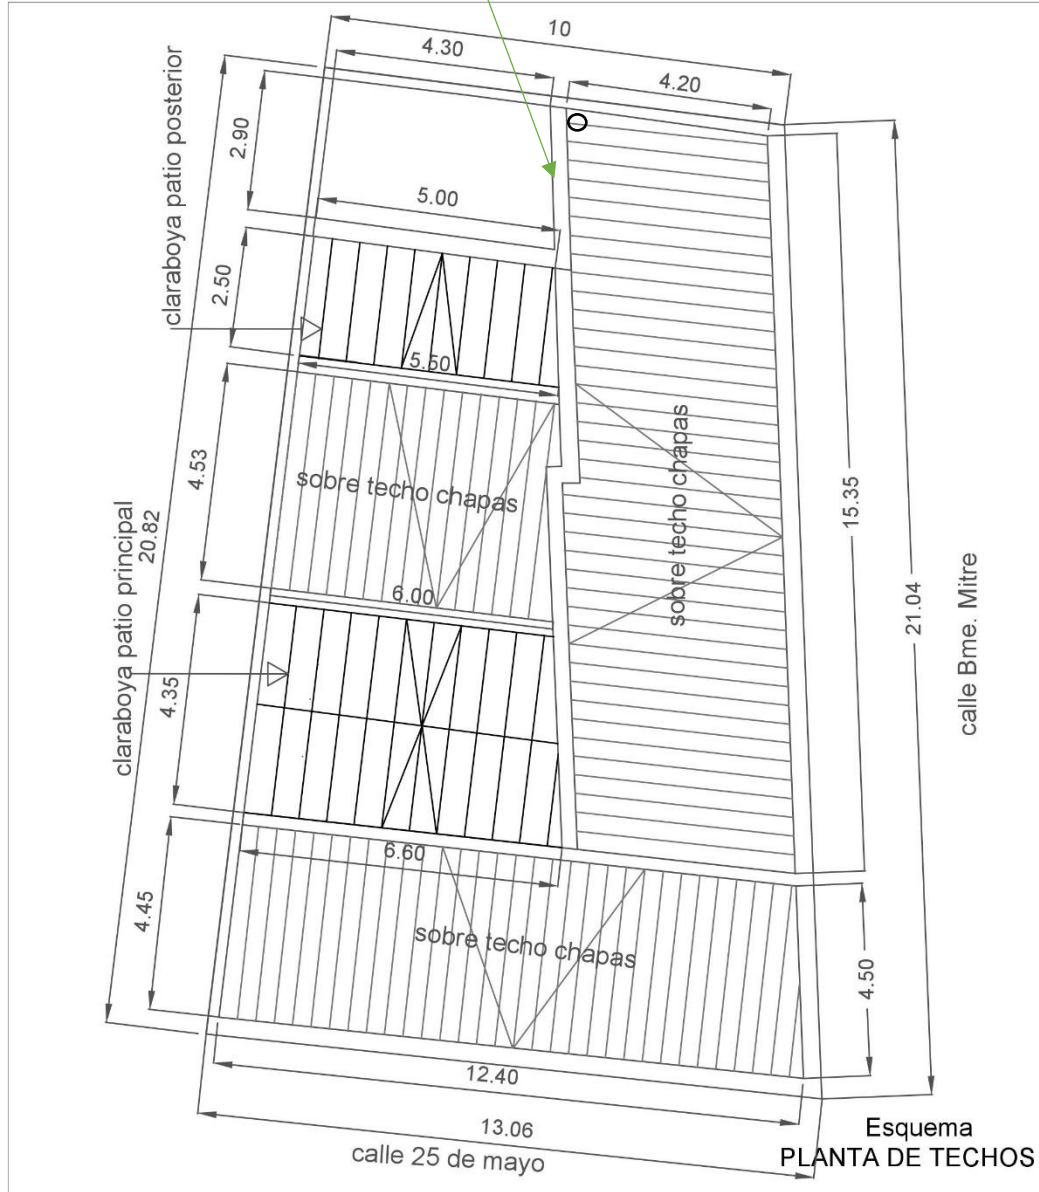 10
4.30
4.20
claraboya patio posterior
2.90
5.00
2.50
5.50
sobre techo chapas
4.53
sobre techo chapas
15.35
claraboya patio principal
20.82
6.00
21.04
calle Bme. Mitre
4.35
6.60
4.45
sobre techo chapas
4.50
12.40
13.06
calle 25 de mayo
Esquema
PLANTA DE TECHOS